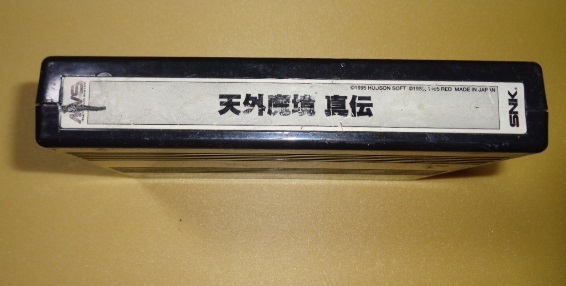 MVS
©1995 HUDSON SOFT ©1995 RED MADE IN JAPAN
天外魔境 真伝
SNK